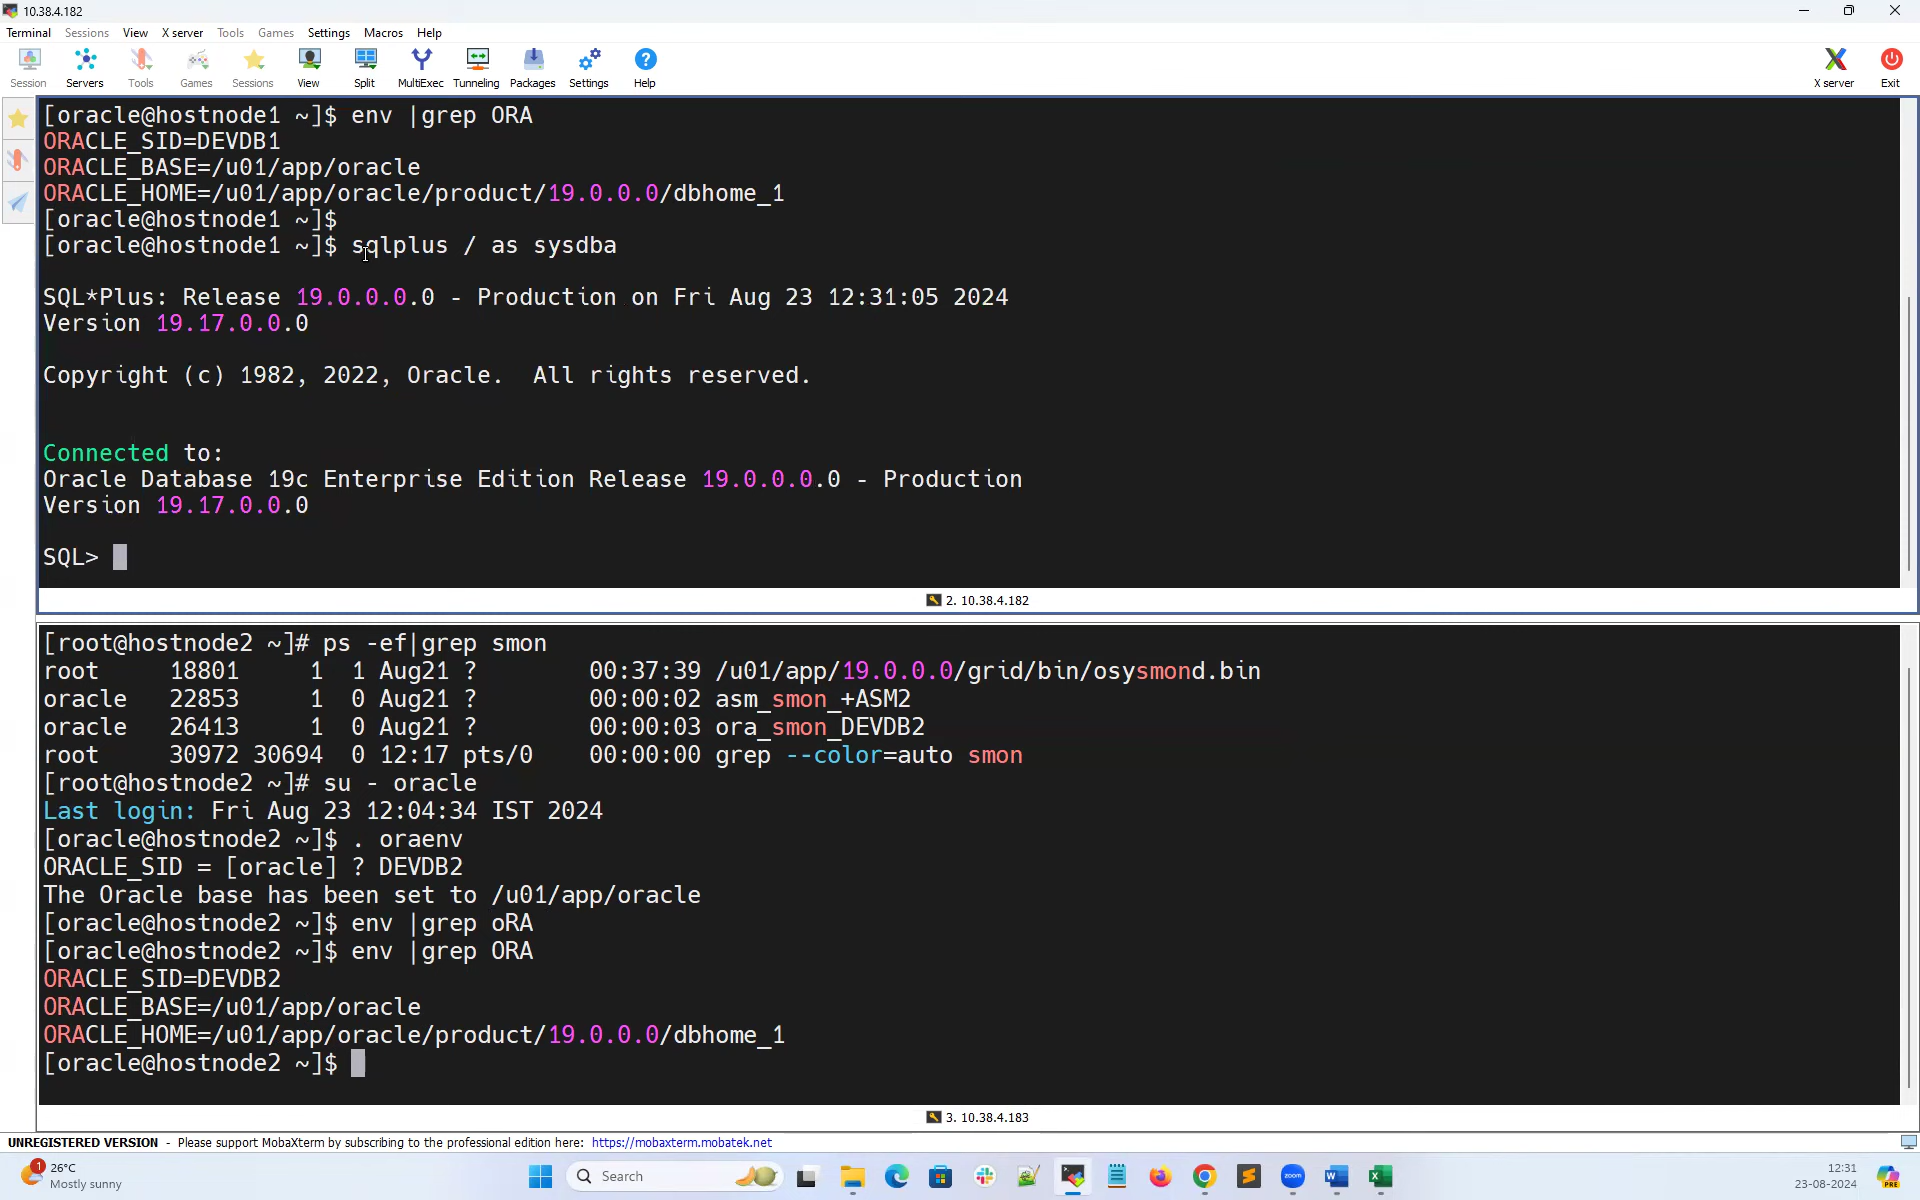 10.38.4.182
Terminal Sessions View X server Tools Games Settings Macros Help
Session Servers Tools Games Sessions View Split MultiExec Tunneling Packages Settings Help X server Exit
[oracle@hostnode1 ~]$ env |grep ORA
ORACLE_SID=DEVDB1
ORACLE_BASE=/u01/app/oracle
ORACLE_HOME=/u01/app/oracle/product/19.0.0.0/dbhome_1
[oracle@hostnode1 ~]$
[oracle@hostnode1 ~]$ sqlplus / as sysdba
SQL*Plus: Release 19.0.0.0.0 - Production on Fri Aug 23 12:31:05 2024
Version 19.17.0.0.0
Copyright (c) 1982, 2022, Oracle.  All rights reserved.
Connected to:
Oracle Database 19c Enterprise Edition Release 19.0.0.0.0 - Production
Version 19.17.0.0.0
SQL>
2. 10.38.4.182
[root@hostnode2 ~]# ps -ef|grep smon
root     18801     1  1 Aug21 ?        00:37:39 /u01/app/19.0.0.0/grid/bin/osysmond.bin
oracle   22853     1  0 Aug21 ?        00:00:02 asm_smon_+ASM2
oracle   26413     1  0 Aug21 ?        00:00:03 ora_smon_DEVDB2
root     30972 30694  0 12:17 pts/0    00:00:00 grep --color=auto smon
[root@hostnode2 ~]# su - oracle
Last login: Fri Aug 23 12:04:34 IST 2024
[oracle@hostnode2 ~]$ . oraenv
ORACLE_SID = [oracle] ? DEVDB2
The Oracle base has been set to /u01/app/oracle
[oracle@hostnode2 ~]$ env |grep oRA
[oracle@hostnode2 ~]$ env |grep ORA
ORACLE_SID=DEVDB2
ORACLE_BASE=/u01/app/oracle
ORACLE_HOME=/u01/app/oracle/product/19.0.0.0/dbhome_1
[oracle@hostnode2 ~]$
3. 10.38.4.183
UNREGISTERED VERSION - Please support MobaXterm by subscribing to the professional edition here: https://mobaxterm.mobatek.net
1 26°C
Mostly sunny
Search
zoom
12:31
23-08-2024
PRE